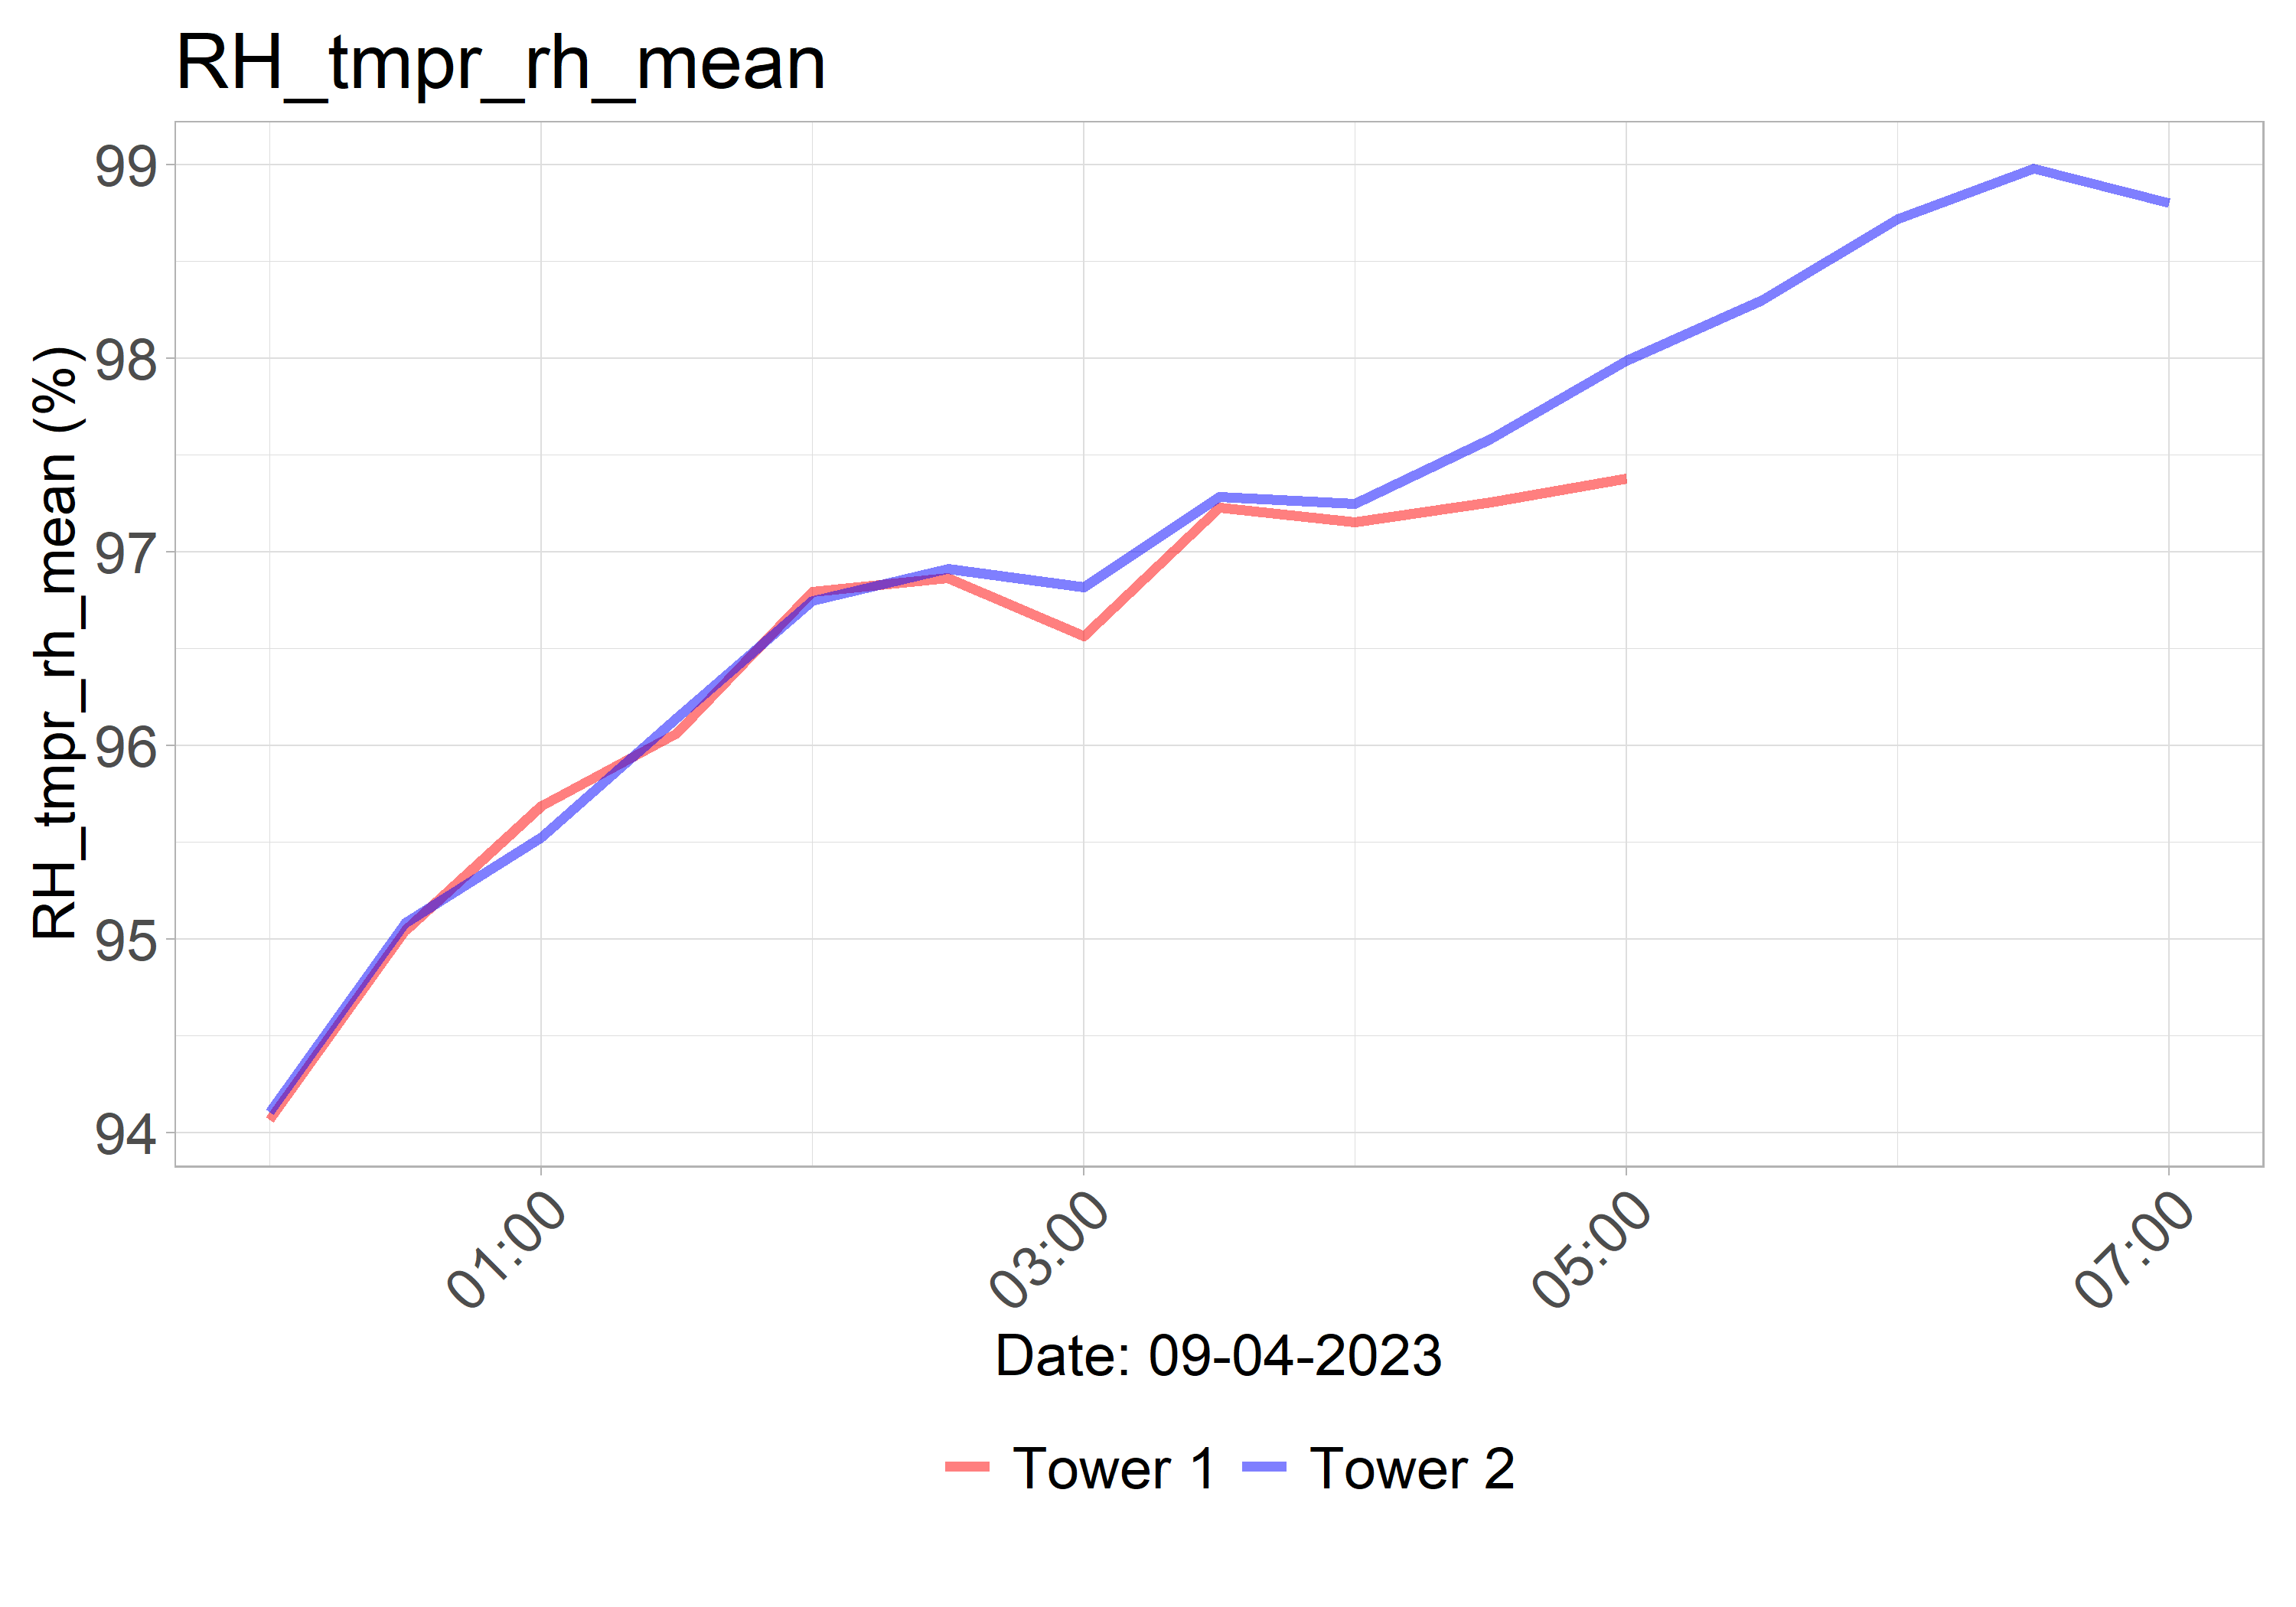 RH_tmpr_rh_mean
RH_tmpr_rh_mean (%)
99
98
97
96
95
94
01:00 03:00 05:00 07:00
Date: 09-04-2023
Tower 1 Tower 2